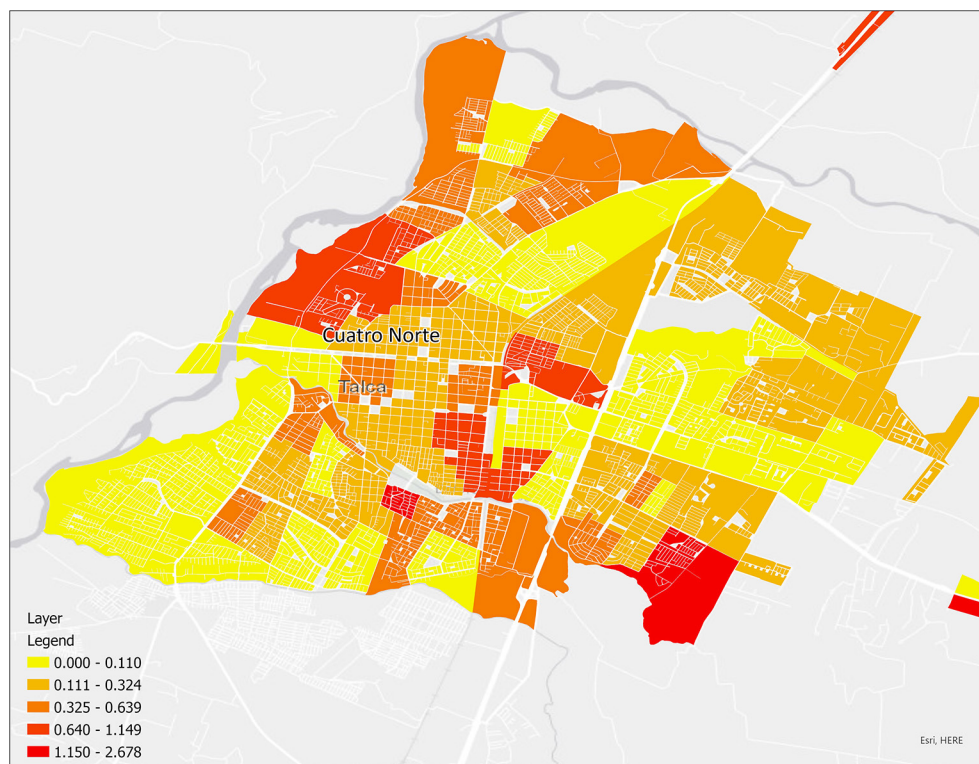 Cuatro Norte
Talca
Layer
Legend
0.000 - 0.110
0.111 - 0.324
0.325 - 0.639
0.640 - 1.149
1.150 - 2.678
Esri, HERE